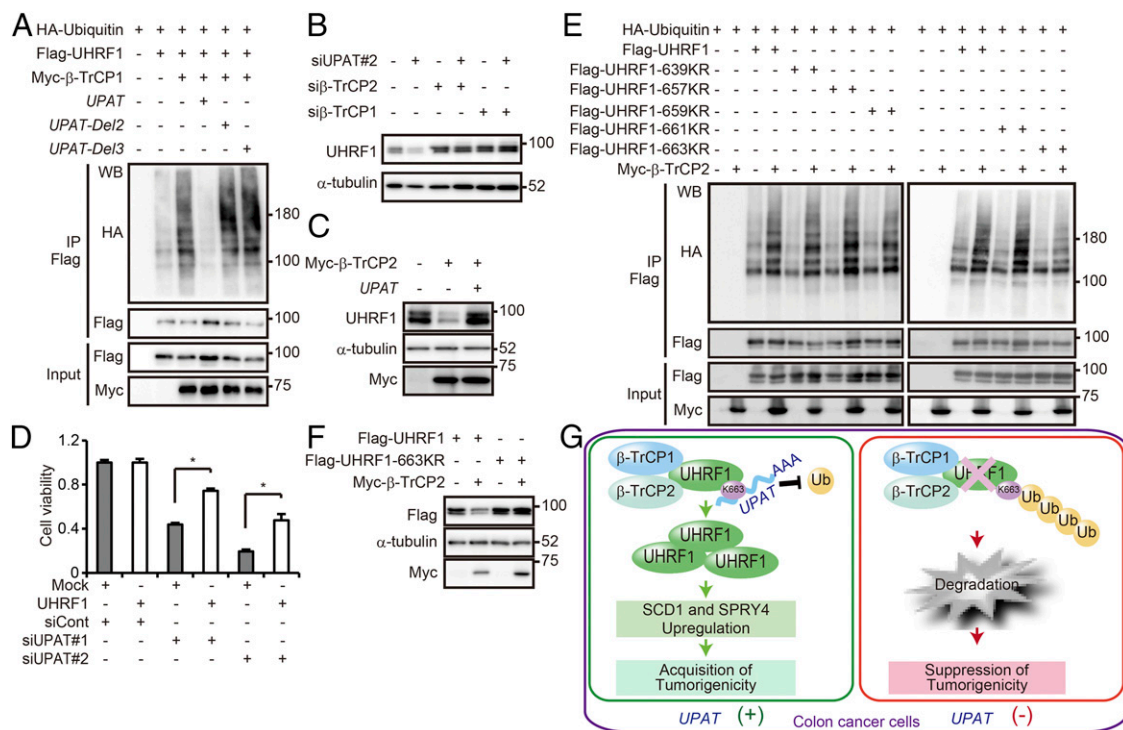 A
HA-Ubiquitin + + + + + +
Flag-UHRF1 - + + + + +
Myc-β-TrCP1 - - + + + +
UPAT - - - + - -
UPAT-Del2 - - - - + -
UPAT-Del3 - - - - - +
WB
IP
Flag
HA
180
100
Flag
100
Input
Flag
100
Myc
75
B
siUPAT#2 - + - + - +
siβ-TrCP2 - - + + - -
siβ-TrCP1 - - - - + +
UHRF1
100
α-tubulin
52
C
Myc-β-TrCP2 - + +
UPAT - - +
UHRF1
100
α-tubulin
52
Myc
75
D
Cell viability
1.2
0.8
0.4
0
*
*
Mock + - + - + -
UHRF1 - + - + - +
siCont + + - - - -
siUPAT#1 - - + + - -
siUPAT#2 - - - - + +
E
HA-Ubiquitin + + + + + + + + + + + + + + + + + + + +
Flag-UHRF1 - - + + - - - - - - - - - - + + - - - -
Flag-UHRF1-639KR - - - - + + - - - - - - - - - - - - - -
Flag-UHRF1-657KR - - - - - - + + - - - - - - - - - - - -
Flag-UHRF1-659KR - - - - - - - - + + - - - - - - - -
Flag-UHRF1-661KR - - - - - - - - - - - - - - - - + + - -
Flag-UHRF1-663KR - - - - - - - - - - - - - - - - - - + +
Myc-β-TrCP2 - + - + - + - + - + - + - + - + - +
WB
IP
Flag
HA
180
100
Flag
100
Input
Flag
100
75
Myc
F
Flag-UHRF1 + + - -
Flag-UHRF1-663KR - - + +
Myc-β-TrCP2 - + - +
Flag
100
α-tubulin
52
Myc
75
G
β-TrCP1
UHRF1
β-TrCP2
K663
UPAT
AAA
Ub
UHRF1
UHRF1 UHRF1
SCD1 and SPRY4
Upregulation
Acquisition of
Tumorigenicity
UPAT (+)
β-TrCP1
UHRF1
β-TrCP2
K663
Ub
Ub
Ub
Ub
Degradation
Suppression of
Tumorigenicity
UPAT (-)
Colon cancer cells